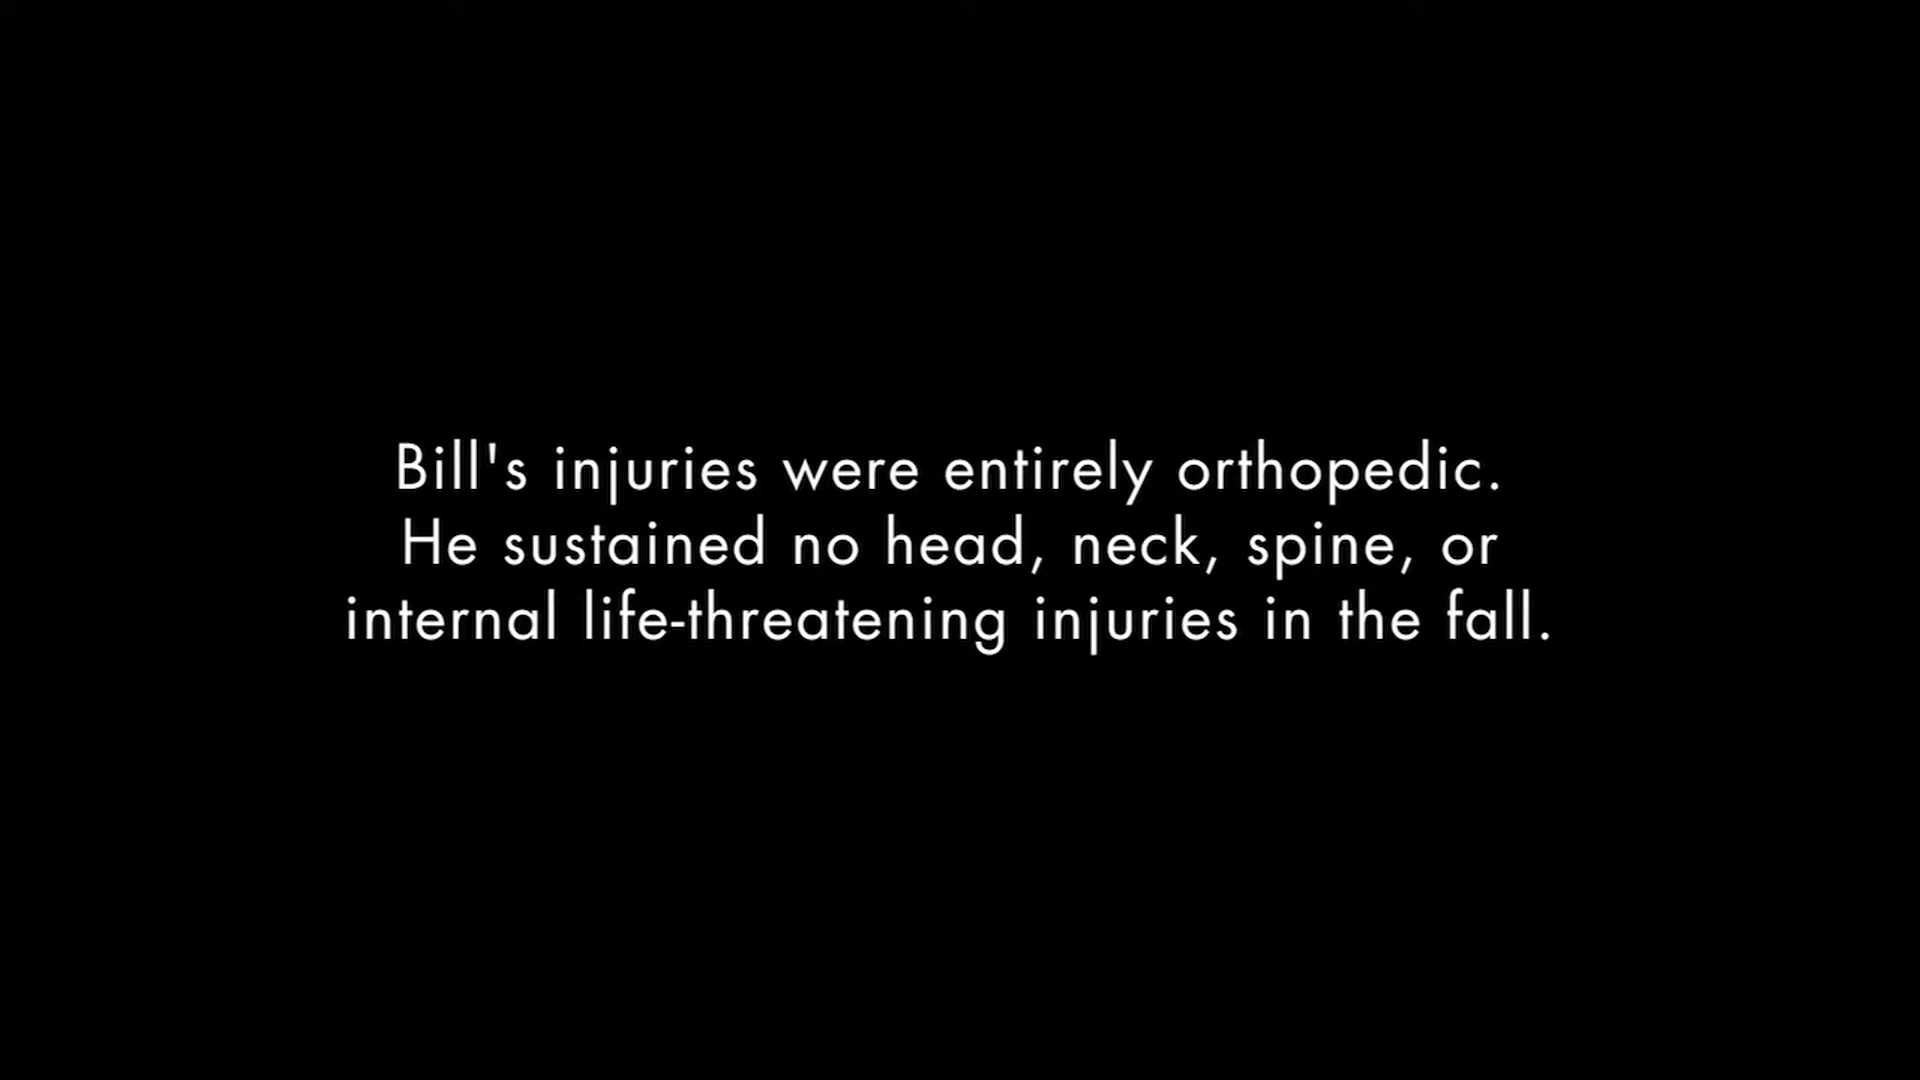 Bill's injuries were entirely orthopedic.
He sustained no head, neck, spine, or
internal life-threatening injuries in the fall.